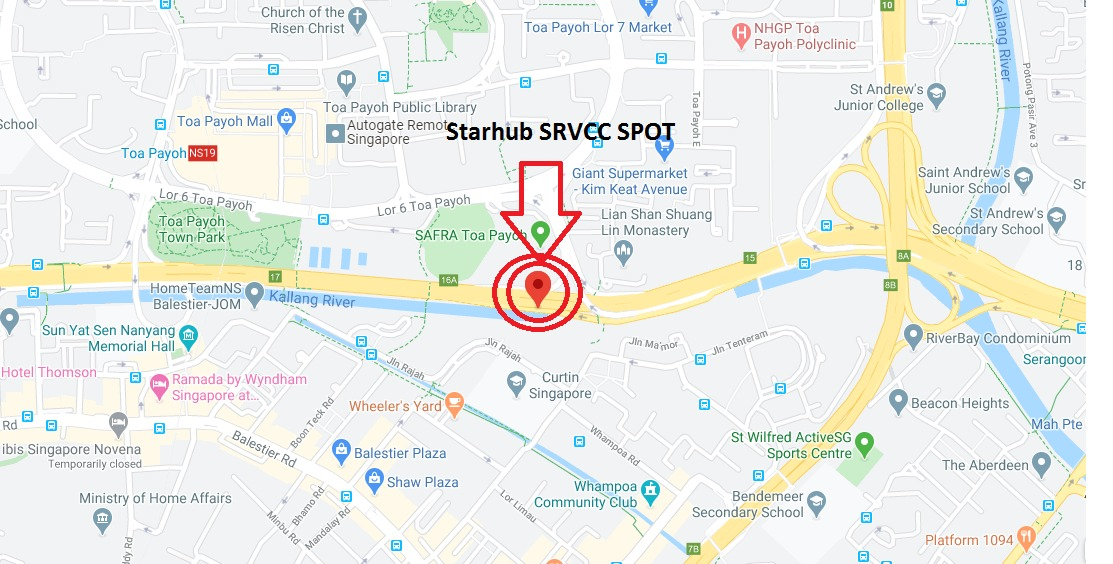 Church of the
Risen Christ
Toa Payoh Lor 7 Market
10
NHGP Toa
Payoh Polyclinic
Kallang River
Potong Pasir Ave 3
St Andrew's
Junior College
School
Toa Payoh Public Library
Toa Payoh Mall
Autogate Remot
Singapore
Starhub SRVCC SPOT
Toa Payoh E
Toa Payoh NS19
Giant Supermarket
- Kim Keat Avenue
Saint Andrew's
Junior School
Sr
Lor 6 Toa Payoh
Lor 6 Toa Payoh
Toa Payoh
Town Park
SAFRA Toa Payoh
Lian Shan Shuang
Lin Monastery
St Andrew's
Secondary School
17
16A
15
8A
18
8B
HomeTeamNS
Balestier-JOM
Kallang River
Sun Yat Sen Nanyang
Memorial Hall
Jln Rajah
Jln Rajah
Jln Ma'mor
Jln Tenteram
RiverBay Condominium
Serangoon
Hotel Thomson
Ramada by Wyndham
Singapore at...
Curtin
Singapore
Wheeler's Yard
Boon Teck Rd
Beacon Heights
Rd
Balestier Rd
Whampoa Rd
Mah Pte
ibis Singapore Novena
Temporarily closed
Balestier Plaza
St Wilfred ActiveSG
Sports Centre
The Aberdeen
Shaw Plaza
Ministry of Home Affairs
Whampoa
Community Club
Bendemeer
Secondary School
Lor Limau
Minbu Rd
Bhamo Rd
Mandalay Rd
dy Rd
7B
Platform 1094